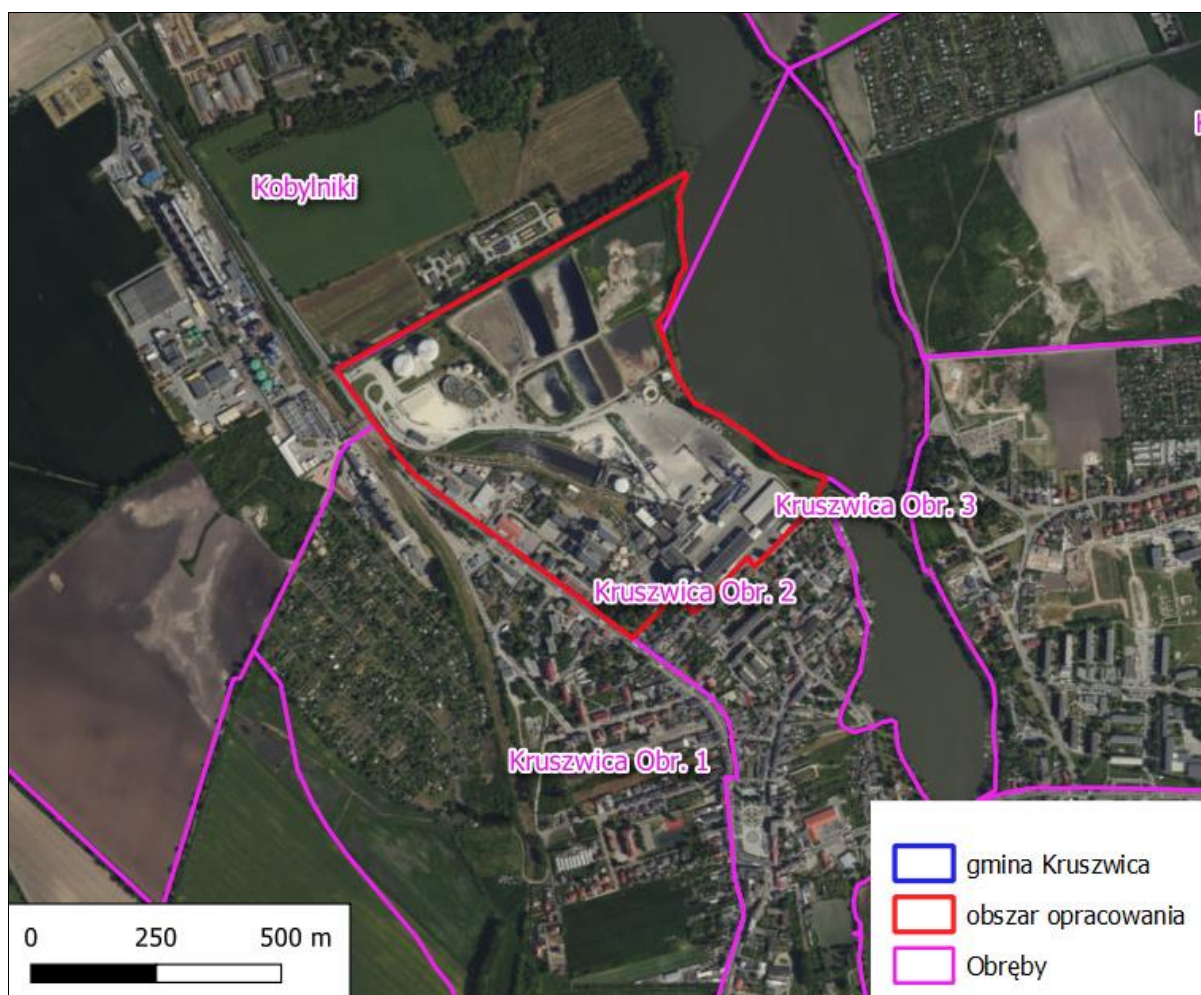 Kobylniki
Kruszwica Obr. 3
Kruszwica Obr. 2
Kruszwica Obr. 1
gmina Kruszwica
obszar opracowania
Obręby
0 250 500 m